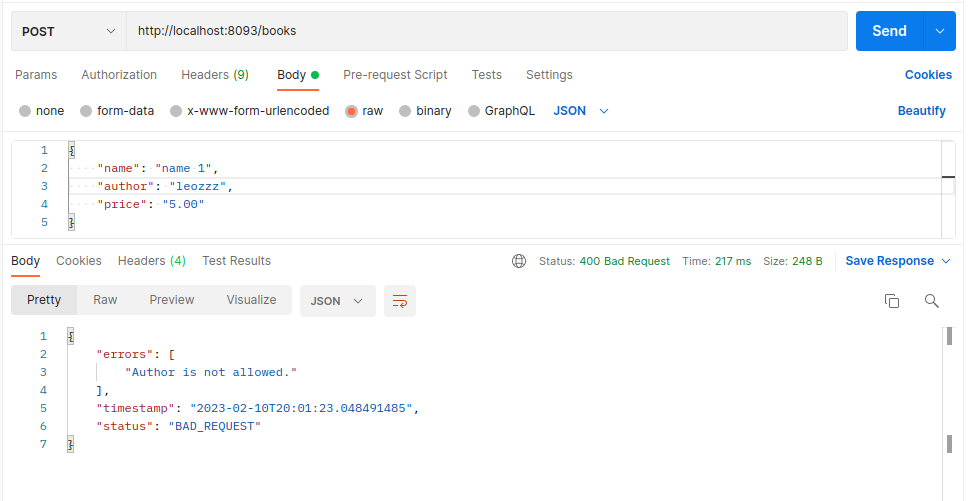 POST http://localhost:8093/books Send
Params Authorization Headers (9) Body Pre-request Script Tests Settings Cookies
none form-data x-www-form-urlencoded raw binary GraphQL JSON Beautify
1 {
2 "name": "name 1",
3 "author": "leozzz",
4 "price": "5.00"
5 }
Body Cookies Headers (4) Test Results Status: 400 Bad Request Time: 217 ms Size: 248 B Save Response
Pretty Raw Preview Visualize JSON
1 {
2 "errors": [
3 "Author is not allowed."
4 ],
5 "timestamp": "2023-02-10T20:01:23.048491485",
6 "status": "BAD_REQUEST"
7 }